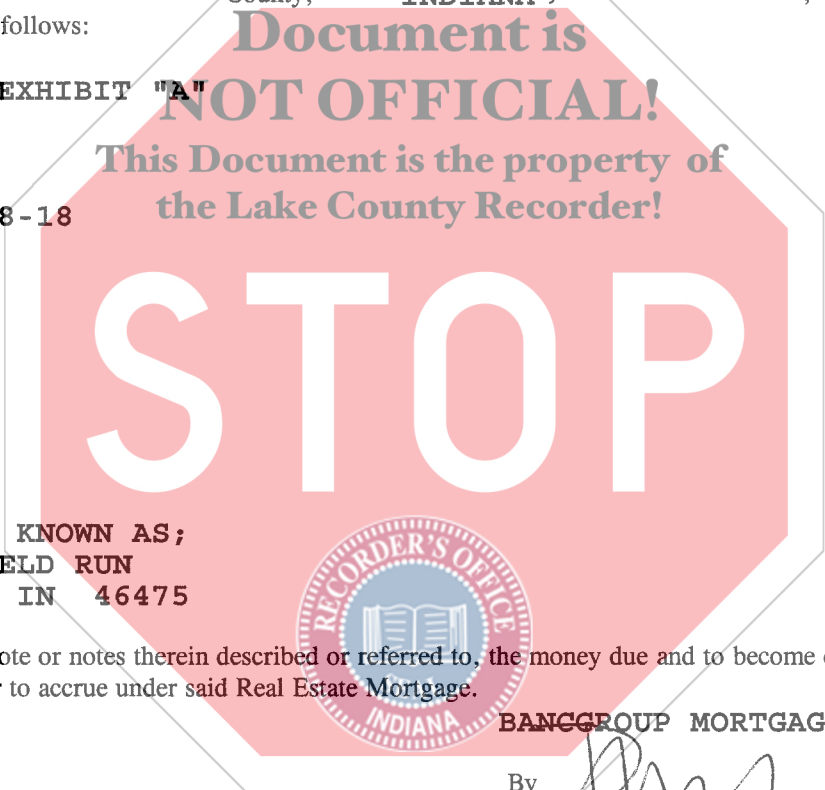 County, INDIANA,
follows:
Document is
EXHIBIT "A"
NOT OFFICIAL!
This Document is the property of
the Lake County Recorder!
8-18
STOP
KNOWN AS;
ELD RUN
IN 46475
RECORDER'S OFFICE
ote or notes therein described or referred to, the money due and to become
to accrue under said Real Estate Mortgage.
INDIANA
BANCGROUP MORTGAG
By